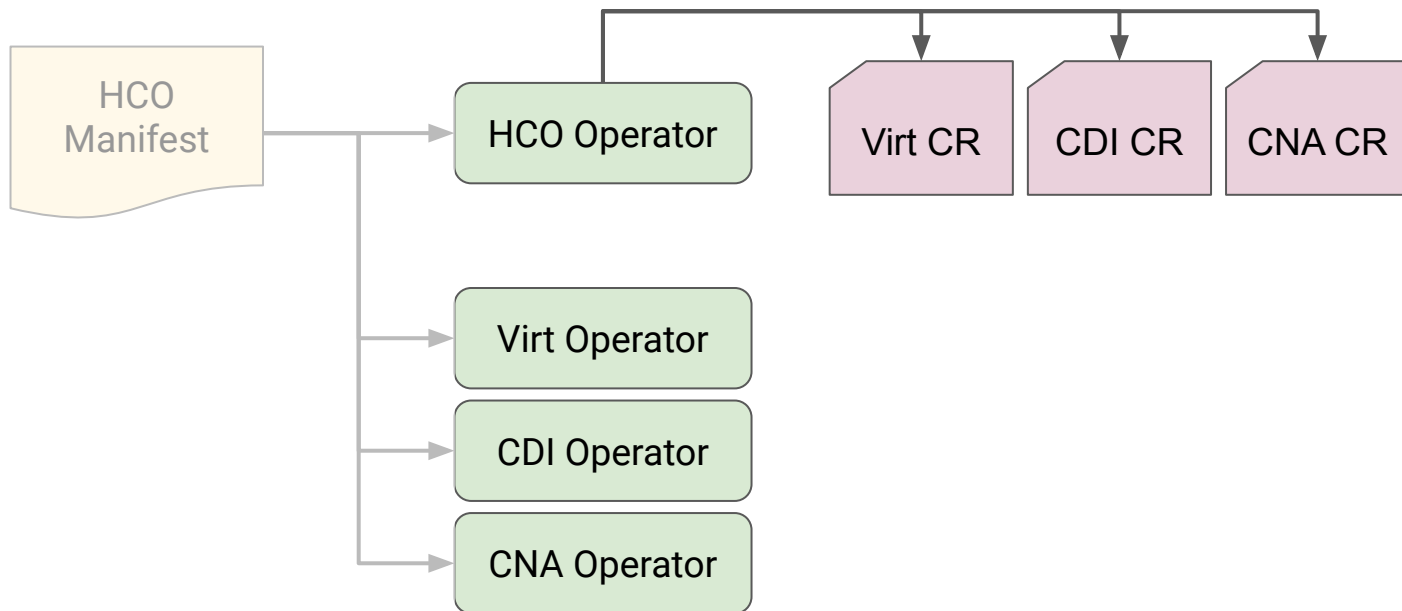 HCO
Manifest
HCO Operator
Virt CR
CDI CR
CNA CR
Virt Operator
CDI Operator
CNA Operator